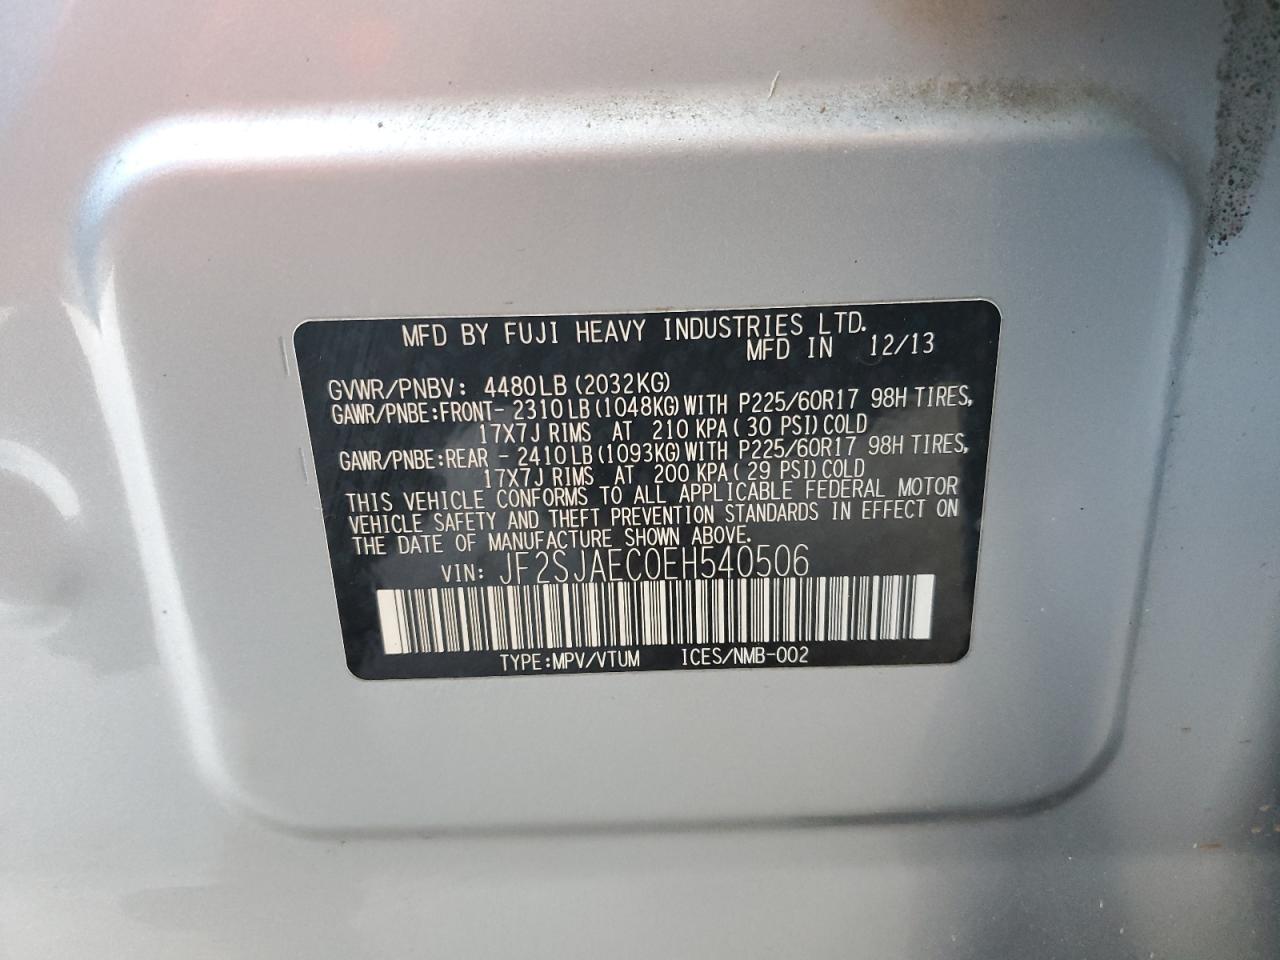 MFD BY FUJI HEAVY INDUSTRIES LTD.
MFD IN 12/13
GVWR/PNBV: 4480LB (2032KG)
GAWR/PNBE:FRONT- 2310LB (1048KG) WITH P225/60R17 98H TIRES,
17X7J RIMS AT 210 KPA (30 PSI) COLD
GAWR/PNBE:REAR - 2410LB (1093KG) WITH P225/60R17 98H TIRES,
17X7J RIMS AT 200 KPA (29 PSI) COLD
THIS VEHICLE CONFORMS TO ALL APPLICABLE FEDERAL MOTOR
VEHICLE SAFETY AND THEFT PREVENTION STANDARDS IN EFFECT ON
THE DATE OF MANUFACTURE SHOWN ABOVE.
VIN: JF2SJAEC0EH540506
TYPE:MPV/VTUM ICES/NMB-002